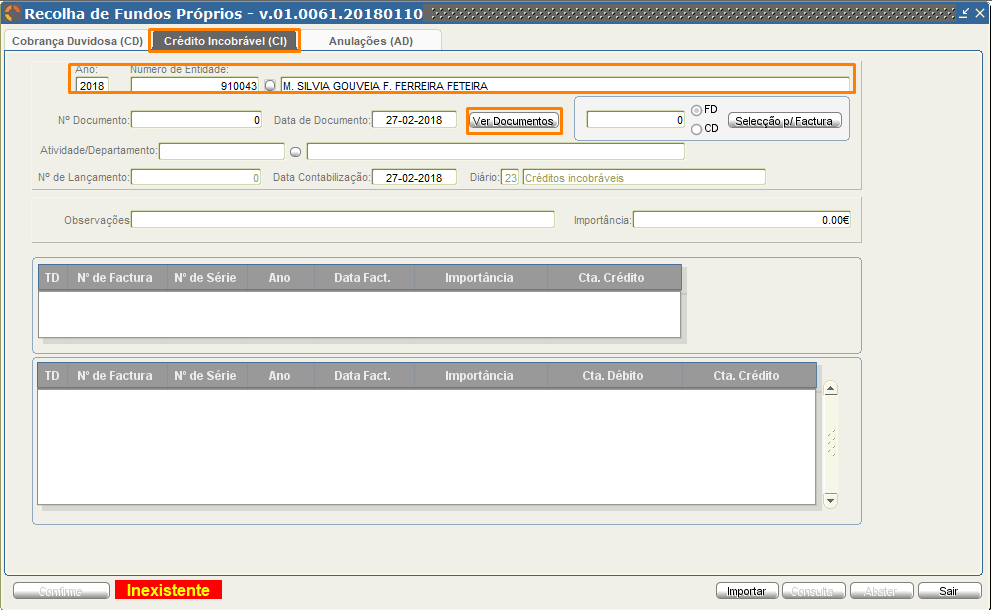 Recolha de Fundos Próprios - v.01.0061.20180110
Cobrança Duvidosa (CD) Crédito Incobrável (CI) Anulações (AD)
Ano: Número de Entidade:
2018 910043 M. SILVIA GOUVEIA F. FERREIRA FETEIRA
Nº Documento: 0 Data de Documento: 27-02-2018 Ver Documentos 0 FD CD Selecção p/ Factura
Atividade/Departamento:
Nº de Lançamento: 0 Data Contabilização: 27-02-2018 Diário: 23 Créditos incobráveis
Observações Importância: 0.00€
TD Nº de Factura Nº de Série Ano Data Fact. Importância Cta. Crédito
TD Nº de Factura Nº de Série Ano Data Fact. Importância Cta. Débito Cta. Crédito
Confirme Inexistente Importar Consulta Abater Sair